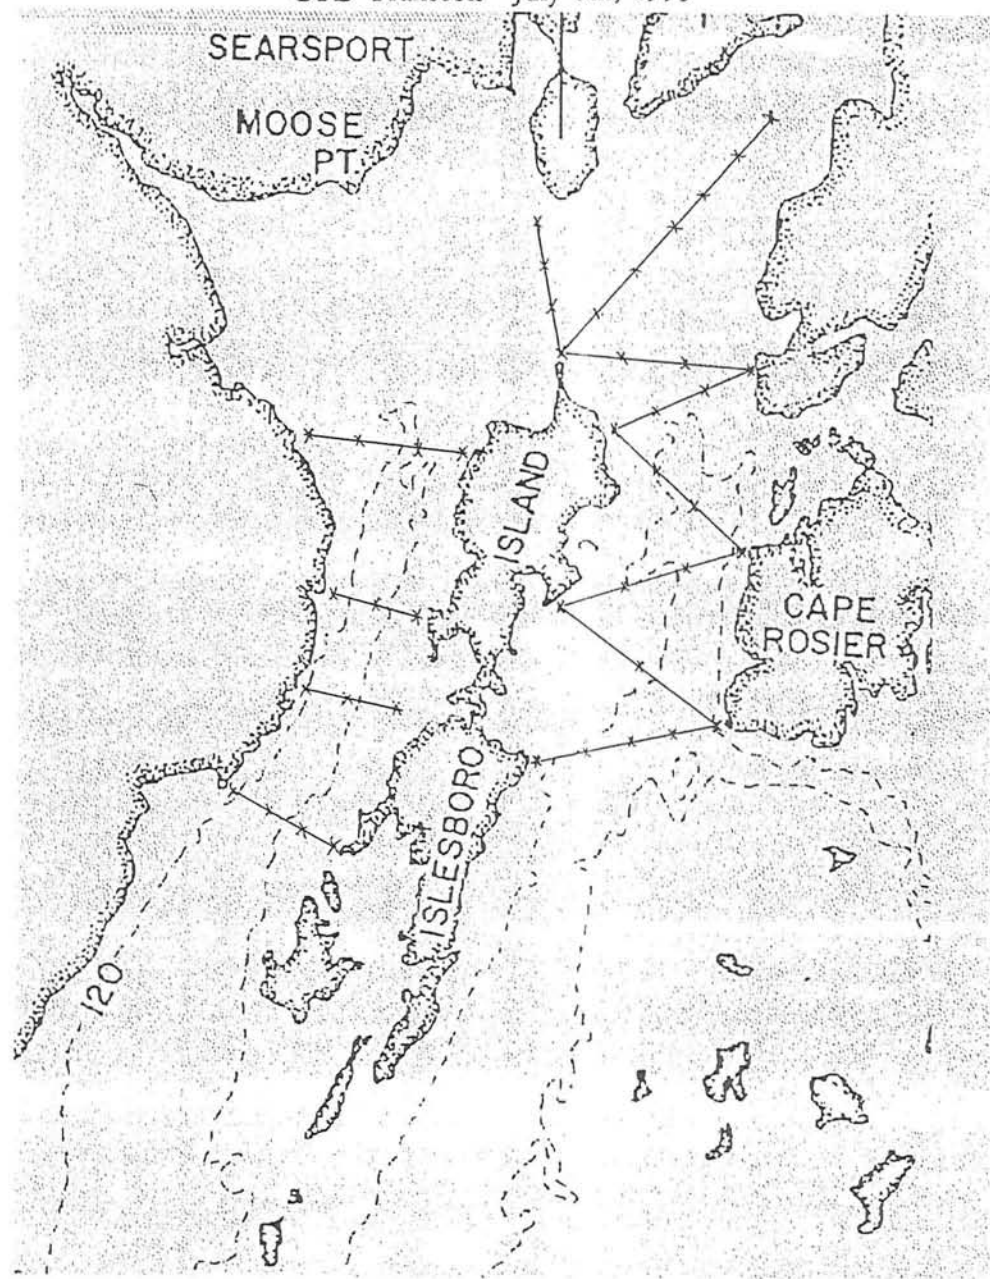 SEARSPORT
MOOSE
PT.
ISLAND
CAPE
ROSIER
ISLESBORO
120